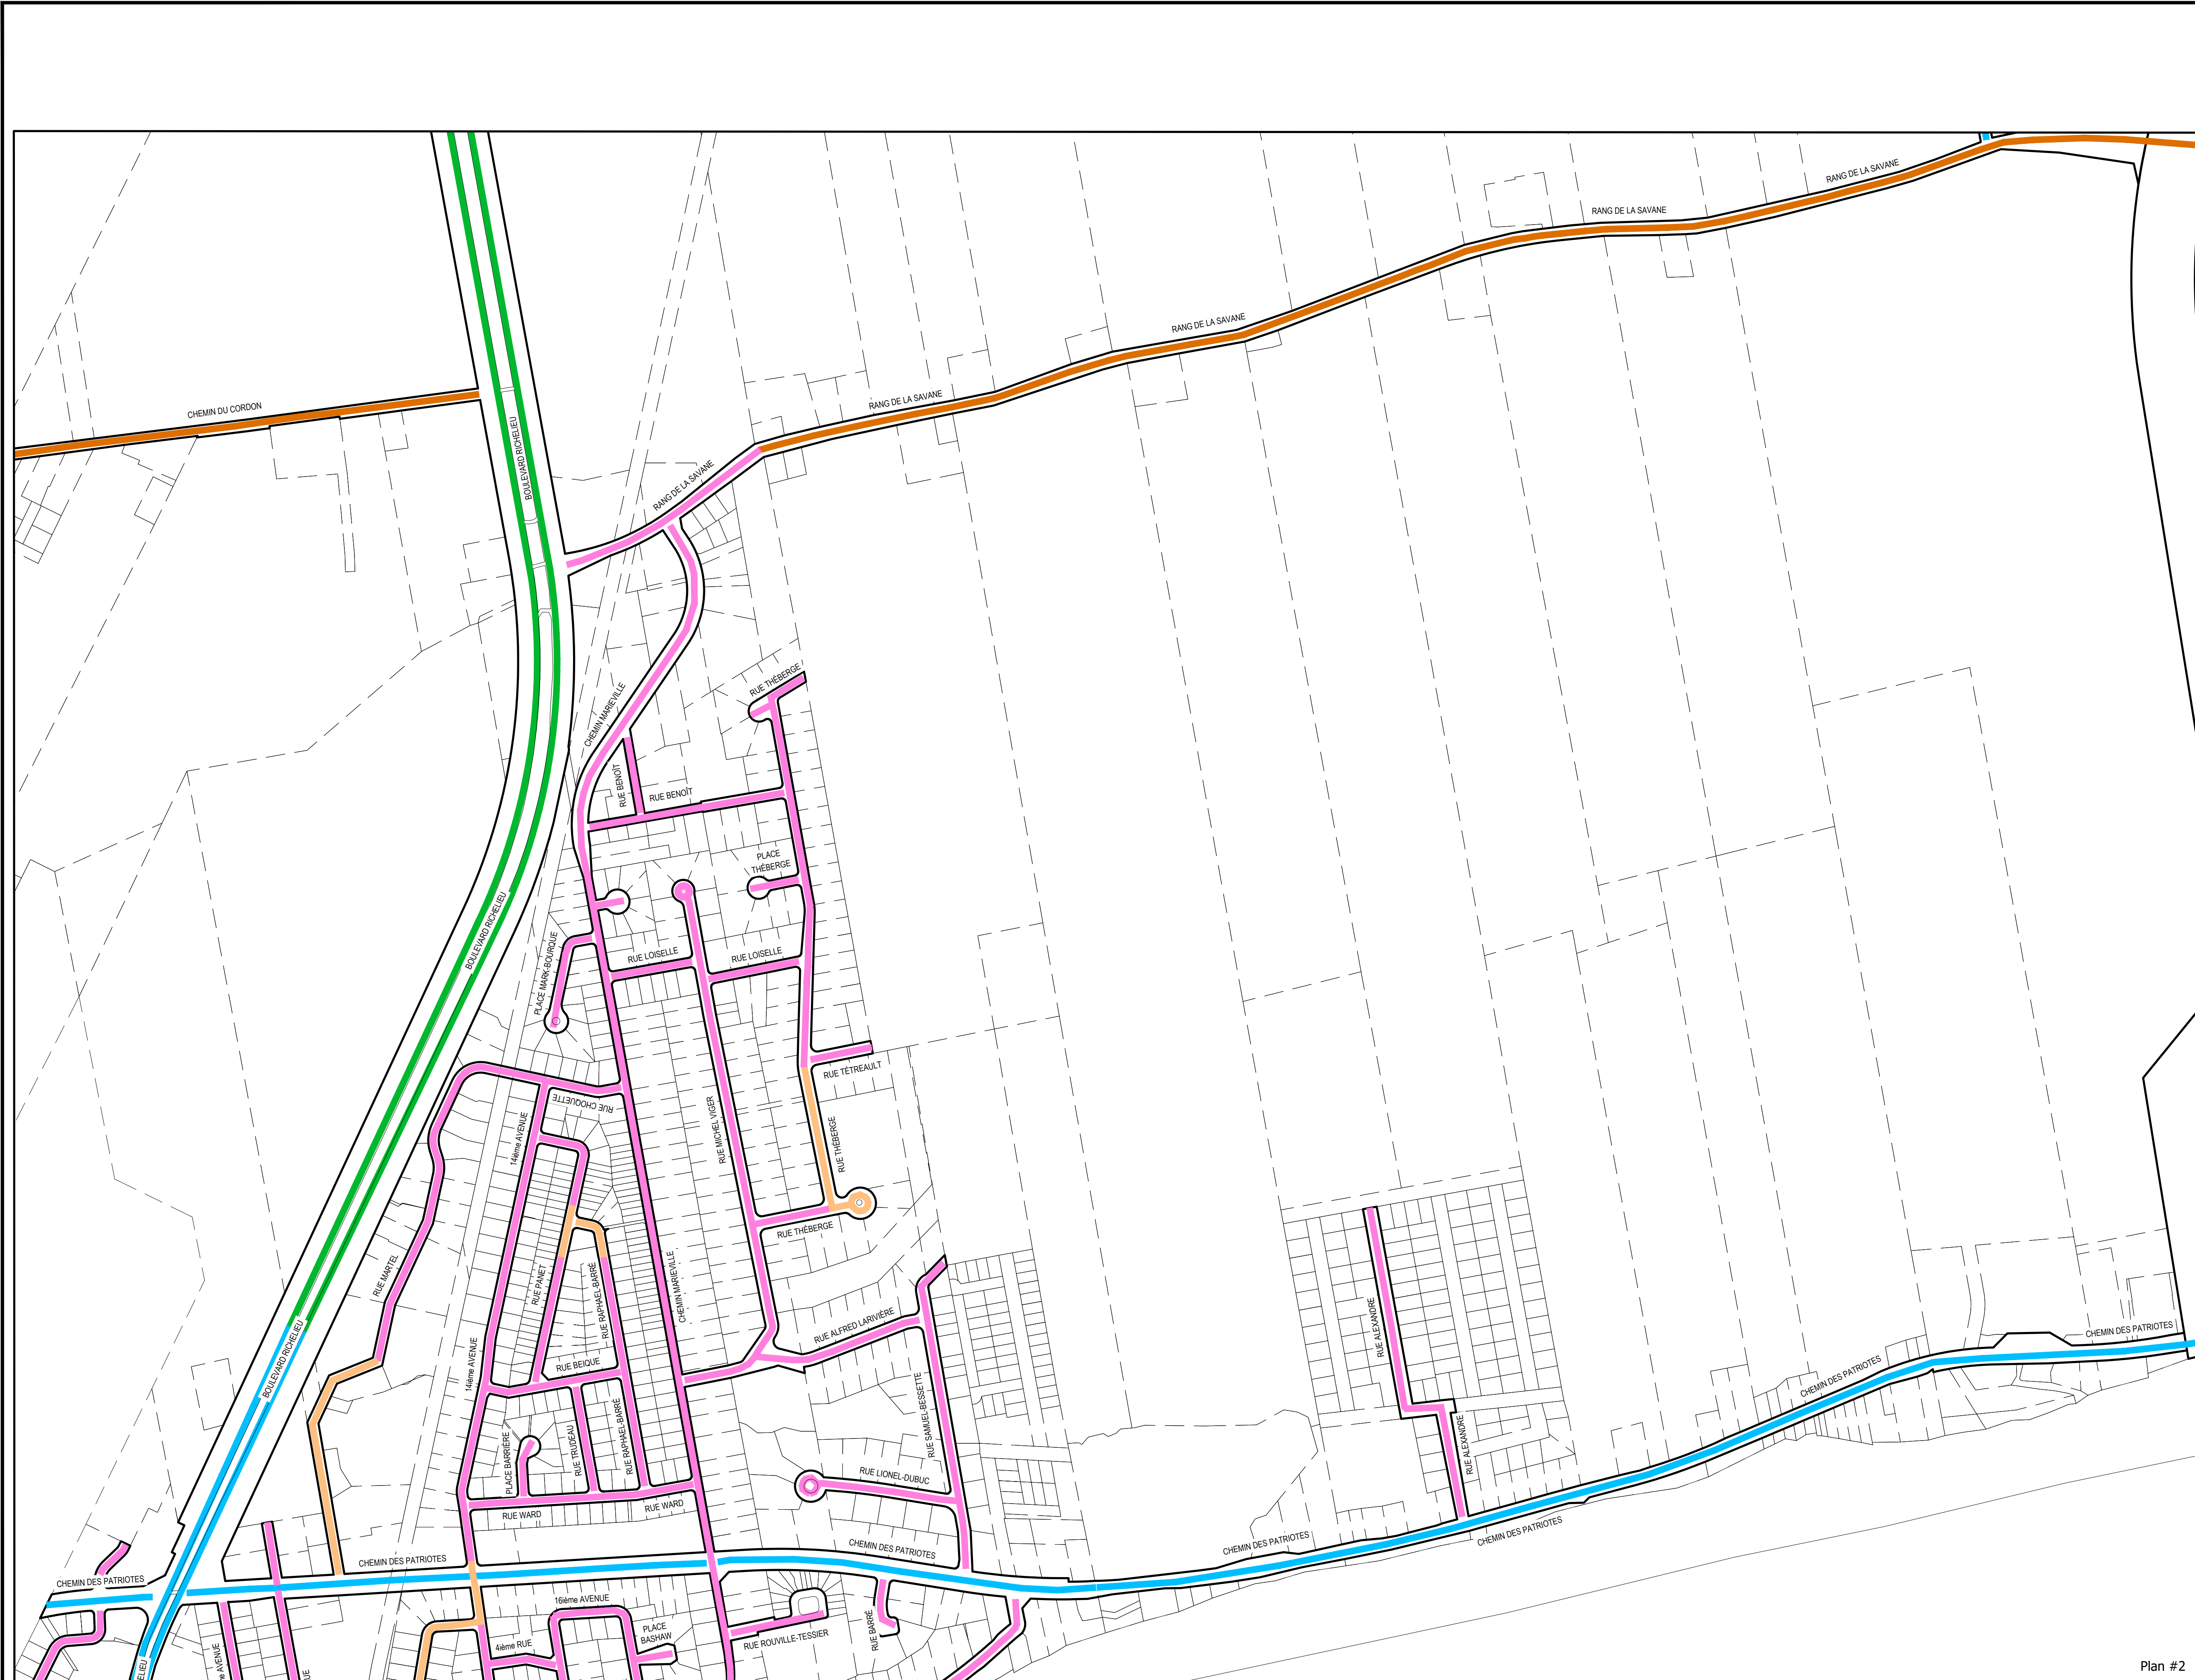 RANG DE LA SAVANE
RANG DE LA SAVANE
RANG DE LA SAVANE
RANG DE LA SAVANE
CHEMIN DU CORDON
BOULEVARD RICHELIEU
RANG DE LA SAVANE
CHEMIN MARIEVILLE
RUE THÉBERGE
RUE BENOÎT
RUE BENOÎT
PLACE
THÉBERGE
BOULEVARD RICHELIEU
PLACE MARK-BOURQUE
RUE LOISELLE
RUE LOISELLE
RUE TÉTREAULT
RUE CHOQUETTE
14ième AVENUE
RUE MICHEL VIGER
RUE THÉBERGE
RUE THÉBERGE
RUE MARTEL
RUE PANET
RUE RAPHAEL-BARRÉ
CHEMIN MARIEVILLE
RUE ALFRED LARIVIÈRE
RUE ALEXANDRE
CHEMIN DES PATRIOTES
BOULEVARD RICHELIEU
14ième AVENUE
RUE BEIQUE
CHEMIN DES PATRIOTES
RUE SAMUEL-BESSETTE
PLACE BARRIÈRE
RUE TRUDEAU
RUE RAPHAEL-BARRÉ
RUE ALEXANDRE
RUE LIONEL-DUBUC
RUE WARD
RUE WARD
CHEMIN DES PATRIOTES
CHEMIN DES PATRIOTES
CHEMIN DES PATRIOTES
CHEMIN DES PATRIOTES
CHEMIN DES PATRIOTES
16ième AVENUE
PLACE
BASHAW
4ième RUE
RUE ROUVILLE-TESSIER
RUE BARRÉ
AVENUE
Plan #2